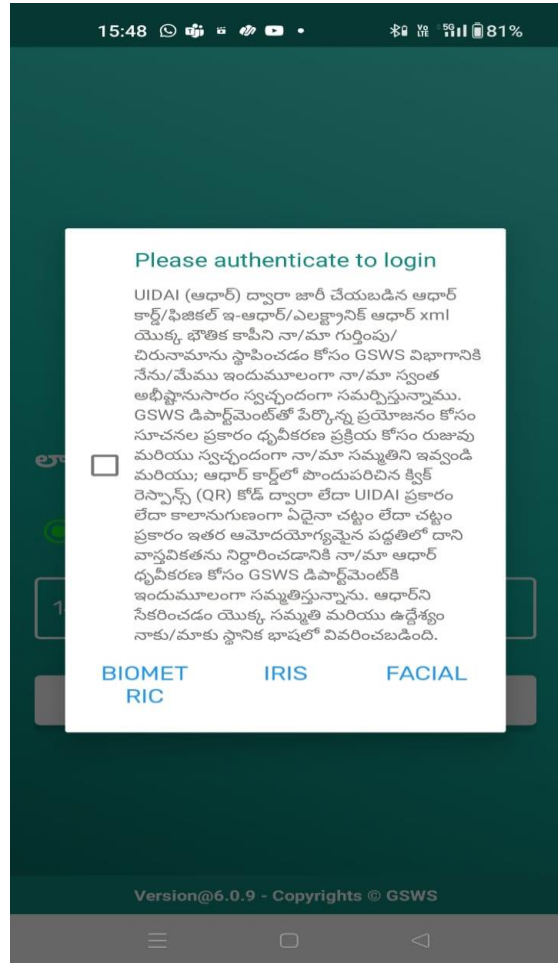 15:48 81%
Please authenticate to login
UIDAI (ఆధార్) ద్వారా జారీ చేయబడిన ఆధార్
కార్డ్/ఫిజికల్ ఇ-ఆధార్/ఎలక్ట్రానిక్ ఆధార్ xml
యొక్క భౌతిక కాపీని నా/మా గుర్తింపు/
చిరునామాను స్థాపించడం కోసం GSWS విభాగానికి
నేను/మేము ఇందుమూలంగా నా/మా స్వంత
అభీష్టానుసారం స్వచ్ఛందంగా సమర్పిస్తున్నాము.
GSWS డిపార్ట్‌మెంట్‌తో పేర్కొన్న ప్రయోజనం కోసం
సూచనల ప్రకారం ధృవీకరణ ప్రక్రియ కోసం రుజువు
మరియు స్వచ్ఛందంగా నా/మా సమ్మతిని ఇవ్వండి
మరియు; ఆధార్ కార్డ్‌లో పొందుపరిచిన క్విక్
రెస్పాన్స్ (QR) కోడ్ ద్వారా లేదా UIDAI ప్రకారం
లేదా కాలానుగుణంగా ఏదైనా చట్టం లేదా చట్టం
ప్రకారం ఇతర ఆమోదయోగ్యమైన పద్ధతిలో దాని
వాస్తవికతను నిర్ధారించడానికి నా/మా ఆధార్
ధృవీకరణ కోసం GSWS డిపార్ట్‌మెంట్‌కి
ఇందుమూలంగా సమ్మతిస్తున్నాను. ఆధార్‌ని
సేకరించడం యొక్క సమ్మతి మరియు ఉద్దేశ్యం
నాకు/మాకు స్థానిక భాషలో వివరించబడింది.
BIOMET IRIS FACIAL
RIC
Version@6.0.9 - Copyrights © GSWS